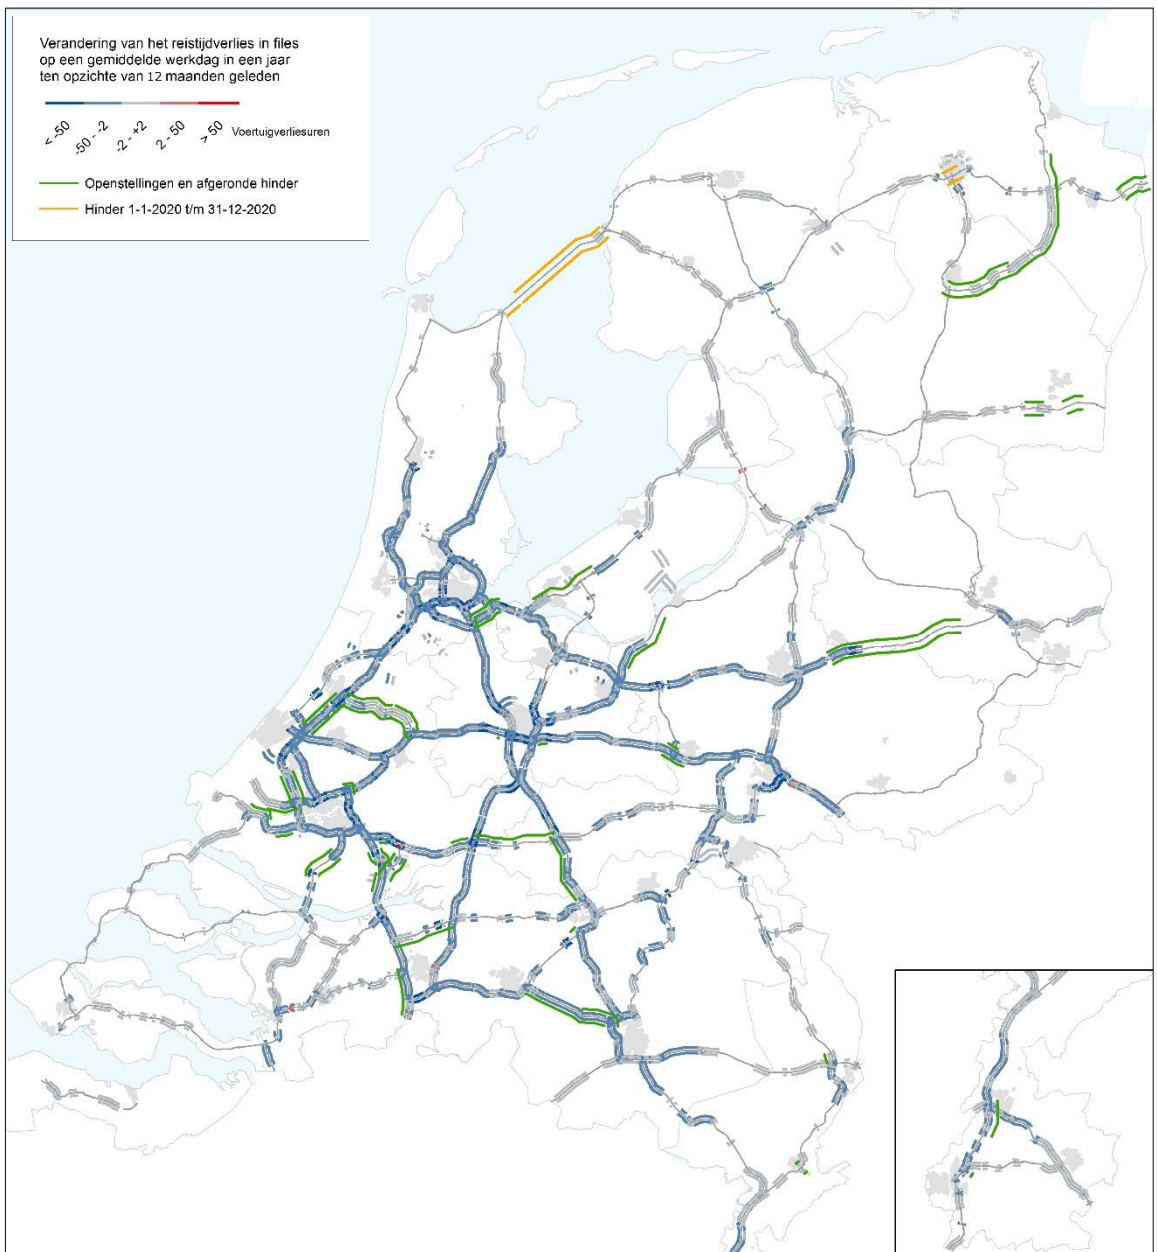 Verandering van het reistijdverlies in files
op een gemiddelde werkdag in een jaar
ten opzichte van 12 maanden geleden
< -50
-50 - -2
-2 - +2
2 - 50
> 50
Voertuigverliesuren
Openstellingen en afgeronde hinder
Hinder 1-1-2020 t/m 31-12-2020